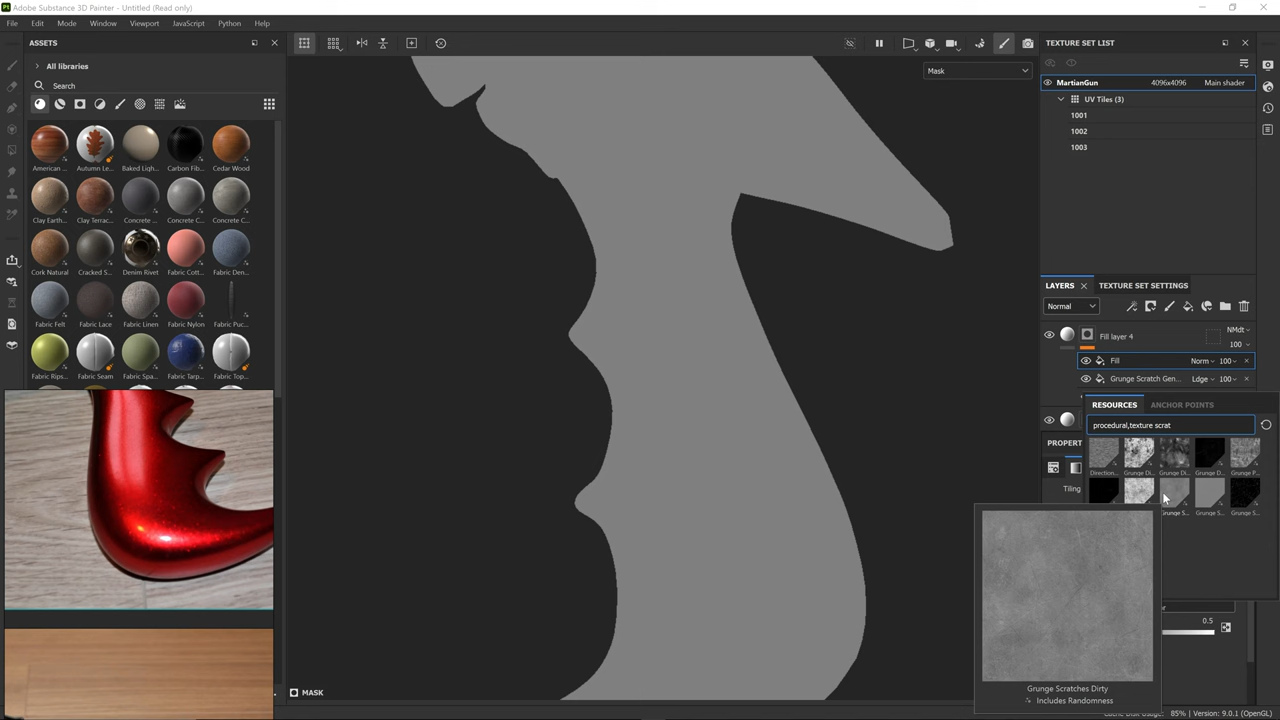 Adobe Substance 3D Painter - Untitled (Read only)
File Edit Mode Window Viewport JavaScript Python Help
ASSETS
All libraries
Search
American ... Autumn Le... Baked Ligh... Carbon Fib... Cedar Wood
Clay Earth... Clay Terrac... Concrete ... Concrete C... Concrete C...
Cork Natural Cracked S... Denim Rivet Fabric Cott... Fabric Den...
Fabric Felt Fabric Lace Fabric Linen Fabric Nylon Fabric Puc...
Fabric Rips... Fabric Seam Fabric Spa... Fabric Tarp... Fabric Top...
Mask
MASK
TEXTURE SET LIST
MartianGun 4096x4096 Main shader
UV Tiles (3)
1001
1002
1003
LAYERS TEXTURE SET SETTINGS
Normal
Fill layer 4 NMdt
100
Fill Norm 100
Grunge Scratch Gen... Ldge 100
RESOURCES ANCHOR POINTS
procedural,texture scrat
PROPERT
Direction... Grunge Di... Grunge Di... Grunge D... Grunge P...
Tiling
Grunge S... Grunge S... Grunge S...
0.5
Grunge Scratches Dirty
Includes Randomness
Cache Disk Usage: 85% | Version: 9.0.1 (OpenGL)